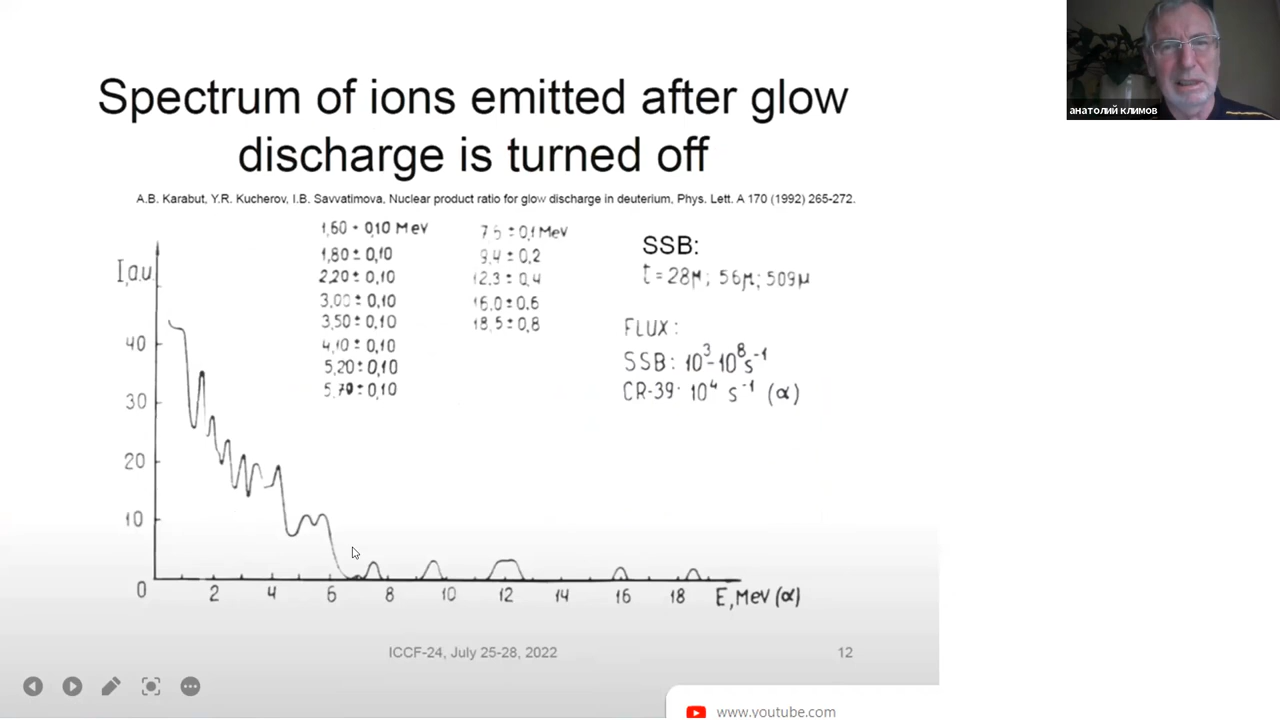 Spectrum of ions emitted after glow
discharge is turned off
A.B. Karabut, Y.R. Kucherov, I.B. Savvatimova, Nuclear product ratio for glow discharge in deuterium, Phys. Lett. A 170 (1992) 265-272.
анатолий климов
1,60 ± 0,10 MeV
1,80 ± 0,10
2,20 ± 0,10
3,00 ± 0,10
3,50 ± 0,10
4,10 ± 0,10
5,20 ± 0,10
5,70 ± 0,10
7,5 ± 0,1 MeV
9,4 ± 0,2
12,3 ± 0,4
16,0 ± 0,6
18,5 ± 0,8
SSB:
t = 28μ; 56μ; 509μ
FLUX:
SSB: 10³-10⁸ s⁻¹
CR-39: 10⁴ s⁻¹ (α)
I,a.u.
40
30
20
10
0
2 4 6 8 10 12 14 16 18 E, MeV (α)
ICCF-24, July 25-28, 2022
12
www.youtube.com